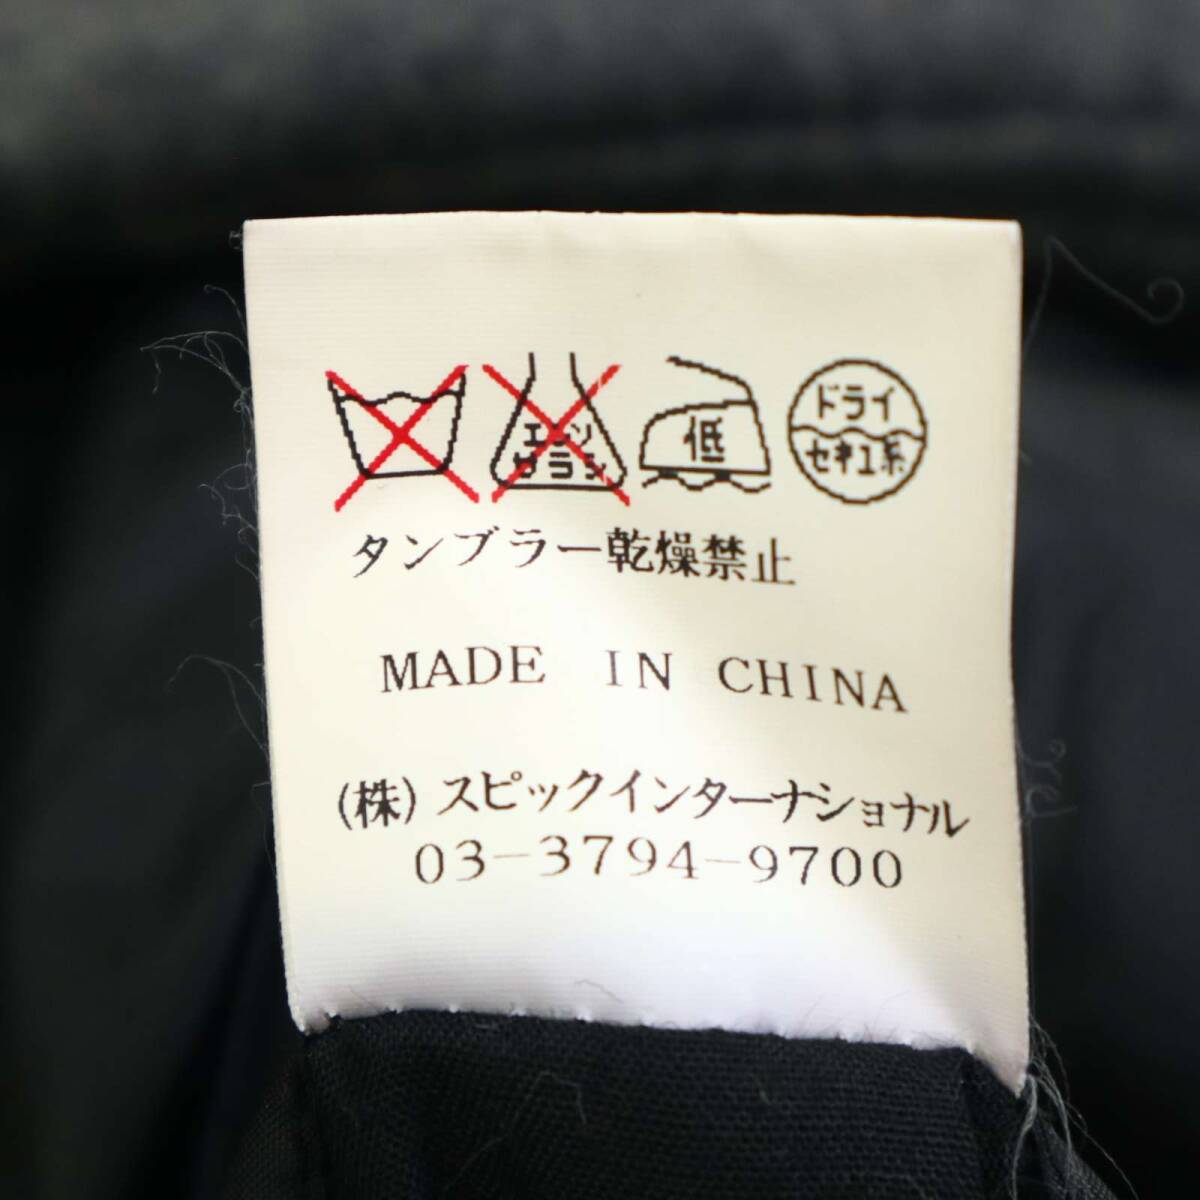 エンソ
サラシ
低
ドライ
セキユ系
タンブラー乾燥禁止
MADE IN CHINA
(株)スピックインターナショナル
03-3794-9700